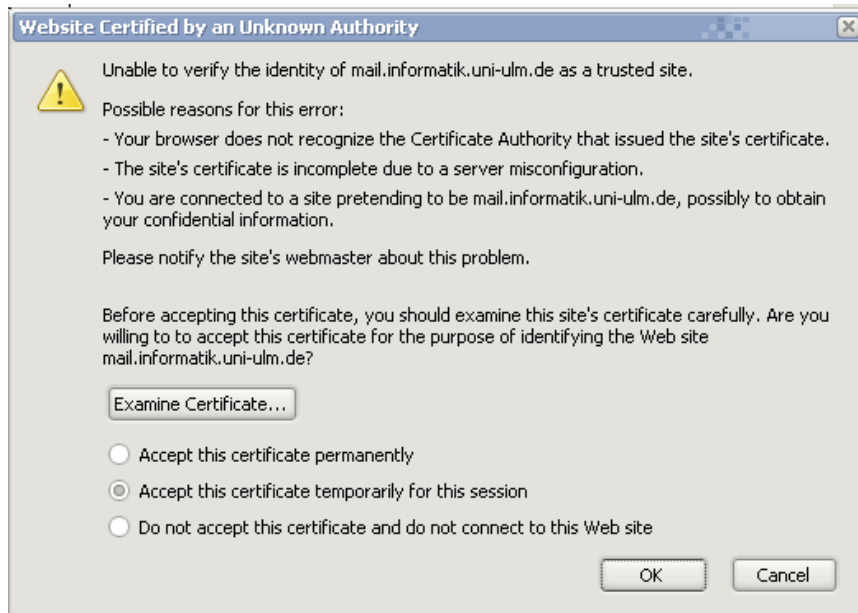 Website Certified by an Unknown Authority
Unable to verify the identity of mail.informatik.uni-ulm.de as a trusted site.
Possible reasons for this error:
- Your browser does not recognize the Certificate Authority that issued the site's certificate.
- The site's certificate is incomplete due to a server misconfiguration.
- You are connected to a site pretending to be mail.informatik.uni-ulm.de, possibly to obtain
your confidential information.
Please notify the site's webmaster about this problem.
Before accepting this certificate, you should examine this site's certificate carefully. Are you
willing to to accept this certificate for the purpose of identifying the Web site
mail.informatik.uni-ulm.de?
Examine Certificate...
Accept this certificate permanently
Accept this certificate temporarily for this session
Do not accept this certificate and do not connect to this Web site
OK Cancel